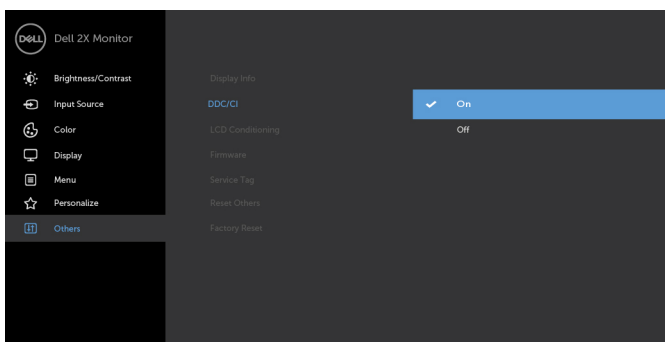 DELL Dell 2X Monitor
Brightness/Contrast
Display Info
Input Source
DDC/CI
On
Color
LCD Conditioning
Off
Display
Firmware
Menu
Service Tag
Personalize
Reset Others
Others
Factory Reset